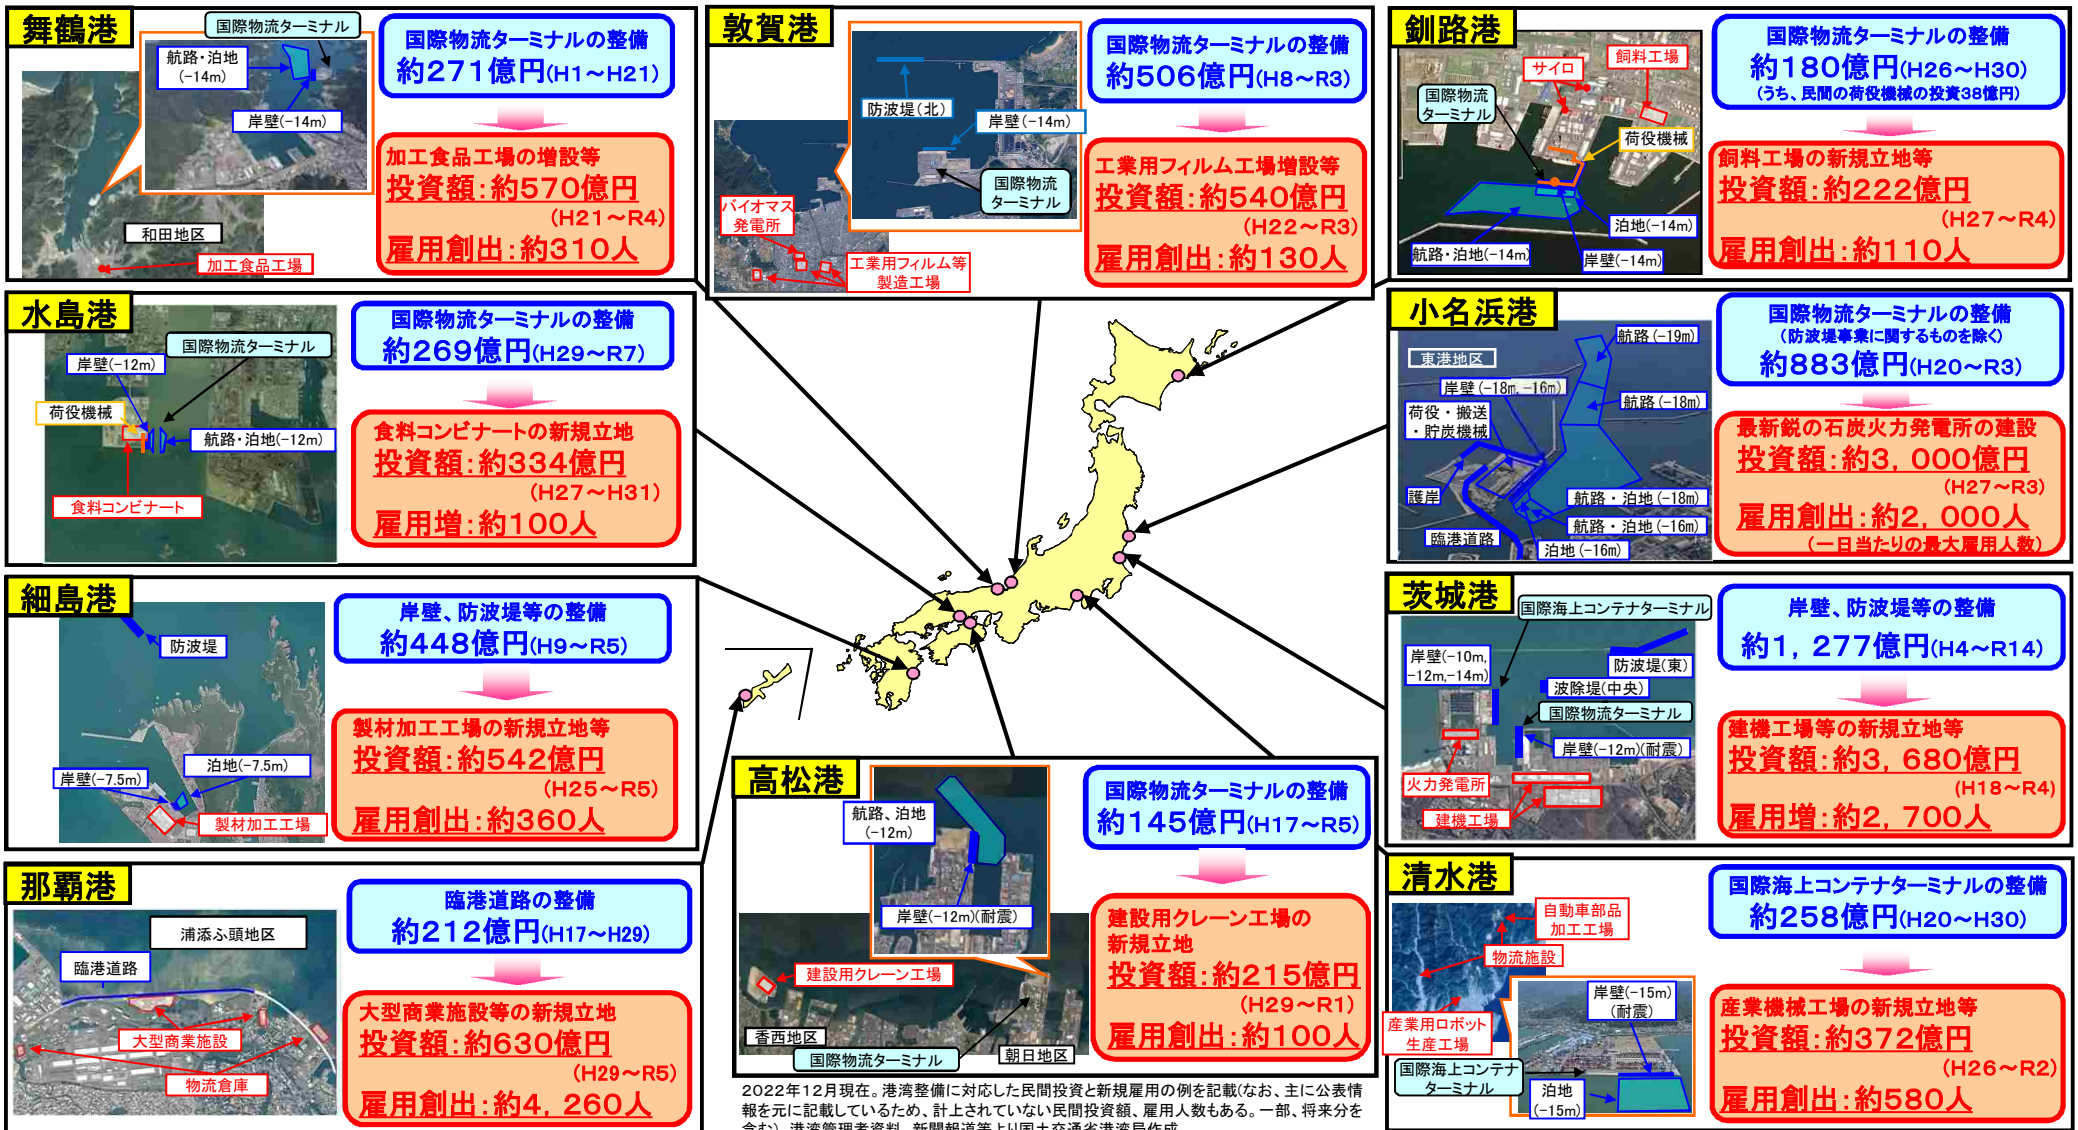 舞鶴港
国際物流ターミナル
航路・泊地
(-14m)
岸壁(-14m)
和田地区
加工食品工場
国際物流ターミナルの整備
約271億円(H1～H21)
加工食品工場の増設等
投資額:約570億円
(H21～R4)
雇用創出:約310人
敦賀港
防波堤(北)
岸壁(-14m)
国際物流
ターミナル
バイオマス
発電所
工業用フィルム等
製造工場
国際物流ターミナルの整備
約506億円(H8～R3)
工業用フィルム工場増設等
投資額:約540億円
(H22～R3)
雇用創出:約130人
釧路港
サイロ
飼料工場
国際物流
ターミナル
荷役機械
泊地(-14m)
航路・泊地(-14m)
岸壁(-14m)
国際物流ターミナルの整備
約180億円(H26～H30)
(うち、民間の荷役機械の投資38億円)
飼料工場の新規立地等
投資額:約222億円
(H27～R4)
雇用創出:約110人
水島港
国際物流ターミナル
岸壁(-12m)
荷役機械
航路・泊地(-12m)
食料コンビナート
国際物流ターミナルの整備
約269億円(H29～R7)
食料コンビナートの新規立地
投資額:約334億円
(H27～H31)
雇用増:約100人
小名浜港
東港地区
航路(-19m)
岸壁(-18m, -16m)
航路(-18m)
荷役・搬送
・貯炭機械
護岸
航路・泊地(-18m)
航路・泊地(-16m)
臨港道路
泊地(-16m)
国際物流ターミナルの整備
(防波堤事業に関するものを除く)
約883億円(H20～R3)
最新鋭の石炭火力発電所の建設
投資額:約3,000億円
(H27～R3)
雇用創出:約2,000人
(一日当たりの最大雇用人数)
細島港
防波堤
岸壁(-7.5m)
泊地(-7.5m)
製材加工工場
岸壁、防波堤等の整備
約448億円(H9～R5)
製材加工工場の新規立地等
投資額:約542億円
(H25～R5)
雇用創出:約360人
茨城港
国際海上コンテナターミナル
岸壁(-10m,
-12m,-14m)
防波堤(東)
波除堤(中央)
国際物流ターミナル
岸壁(-12m)(耐震)
火力発電所
建機工場
岸壁、防波堤等の整備
約1,277億円(H4～R14)
建機工場等の新規立地等
投資額:約3,680億円
(H18～R4)
雇用増:約2,700人
那覇港
浦添ふ頭地区
臨港道路
大型商業施設
物流倉庫
臨港道路の整備
約212億円(H17～H29)
大型商業施設等の新規立地
投資額:約630億円
(H29～R5)
雇用創出:約4,260人
高松港
航路、泊地
(-12m)
岸壁(-12m)(耐震)
建設用クレーン工場
香西地区
国際物流ターミナル
朝日地区
国際物流ターミナルの整備
約145億円(H17～R5)
建設用クレーン工場の
新規立地
投資額:約215億円
(H29～R1)
雇用創出:約100人
清水港
自動車部品
加工工場
物流施設
岸壁(-15m)
(耐震)
産業用ロボット
生産工場
国際海上コンテナ
ターミナル
泊地
(-15m)
国際海上コンテナターミナルの整備
約258億円(H20～H30)
産業機械工場の新規立地等
投資額:約372億円
(H26～R2)
雇用創出:約580人
2022年12月現在。港湾整備に対応した民間投資と新規雇用の例を記載(なお、主に公表情
報を元に記載しているため、計上されていない民間投資額、雇用人数もある。一部、将来分を
含む)。港湾管理者資料、新聞報道等より国土交通省港湾局作成